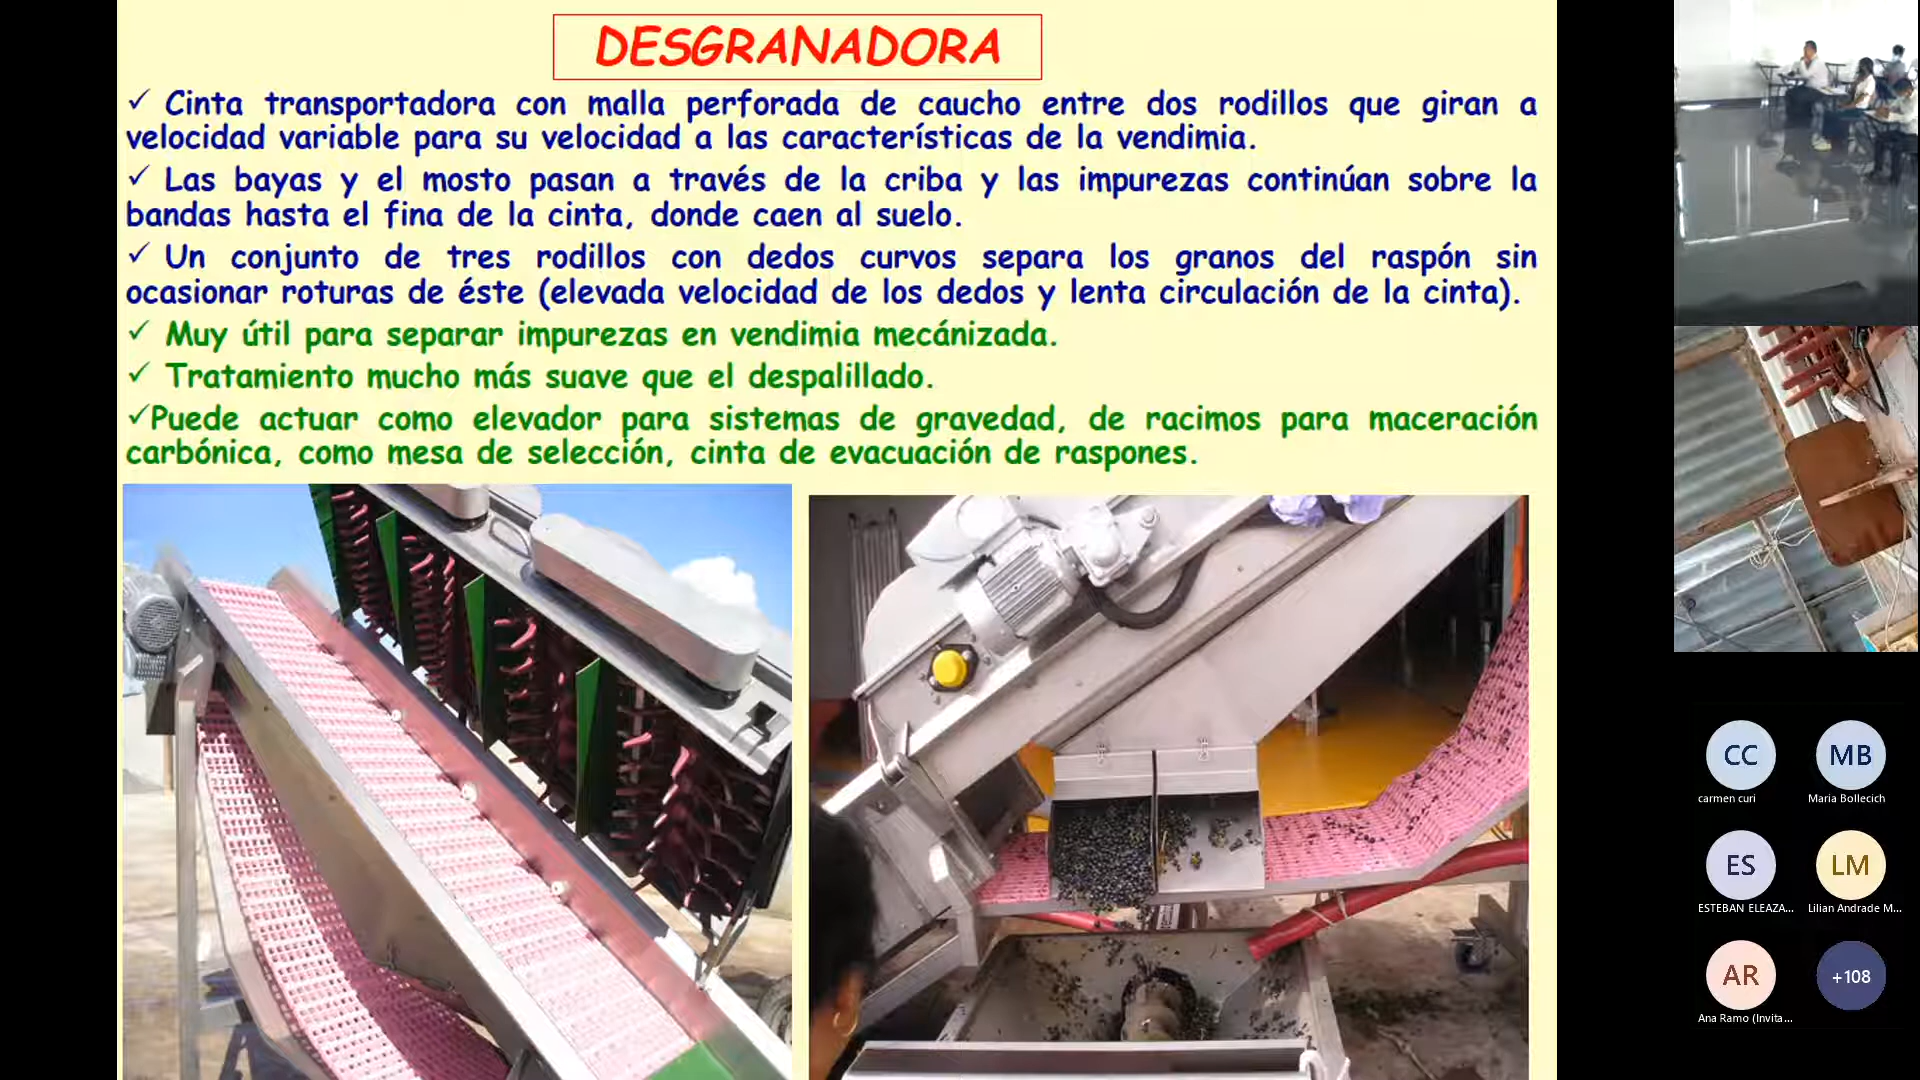 DESGRANADORA
✓ Cinta transportadora con malla perforada de caucho entre dos rodillos que giran a
velocidad variable para su velocidad a las características de la vendimia.
✓ Las bayas y el mosto pasan a través de la criba y las impurezas continúan sobre la
bandas hasta el fina de la cinta, donde caen al suelo.
✓ Un conjunto de tres rodillos con dedos curvos separa los granos del raspón sin
ocasionar roturas de éste (elevada velocidad de los dedos y lenta circulación de la cinta).
✓ Muy útil para separar impurezas en vendimia mecánizada.
✓ Tratamiento mucho más suave que el despalillado.
✓Puede actuar como elevador para sistemas de gravedad, de racimos para maceración
carbónica, como mesa de selección, cinta de evacuación de raspones.
CC
MB
carmen curi
Maria Bollecich
ES
LM
ESTEBAN ELEAZA...
Lilian Andrade M...
AR
+108
Ana Ramo (Invita...